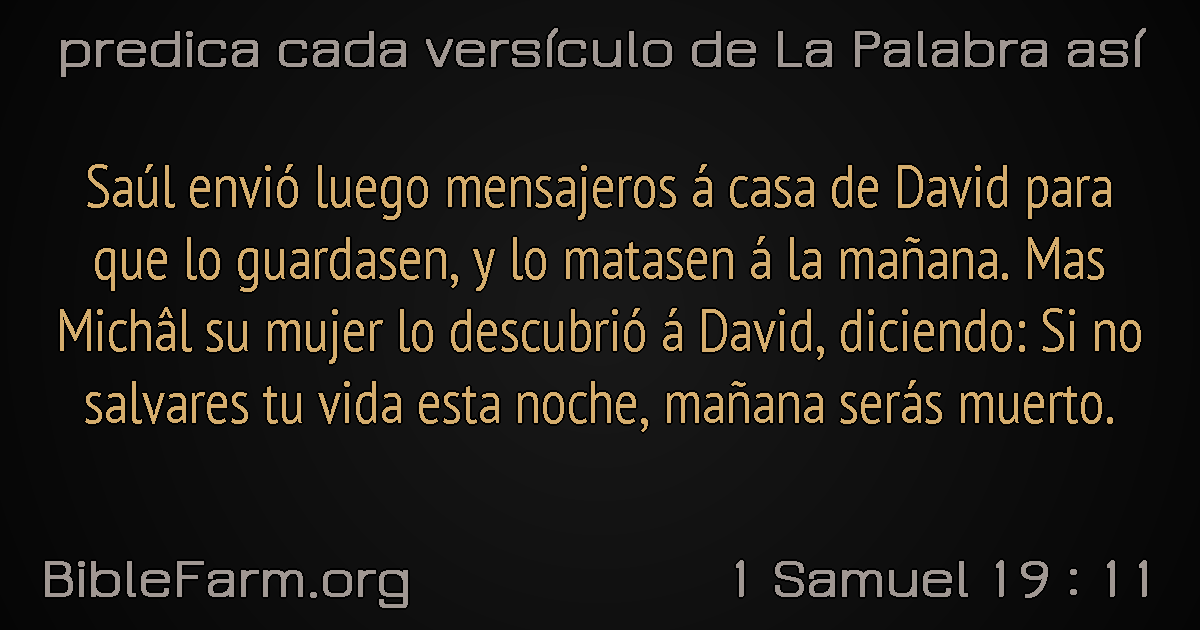 predica cada versículo de La Palabra así
Saúl envió luego mensajeros á casa de David para
que lo guardasen, y lo matasen á la mañana. Mas
Michâl su mujer lo descubrió á David, diciendo: Si no
salvares tu vida esta noche, mañana serás muerto.
BibleFarm.org
1 Samuel 19 : 11